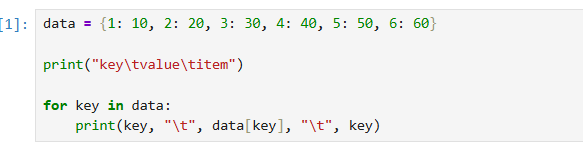 [1]: data = {1: 10, 2: 20, 3: 30, 4: 40, 5: 50, 6: 60}
print("key\tvalue\titem")
for key in data:
    print(key, "\t", data[key], "\t", key)